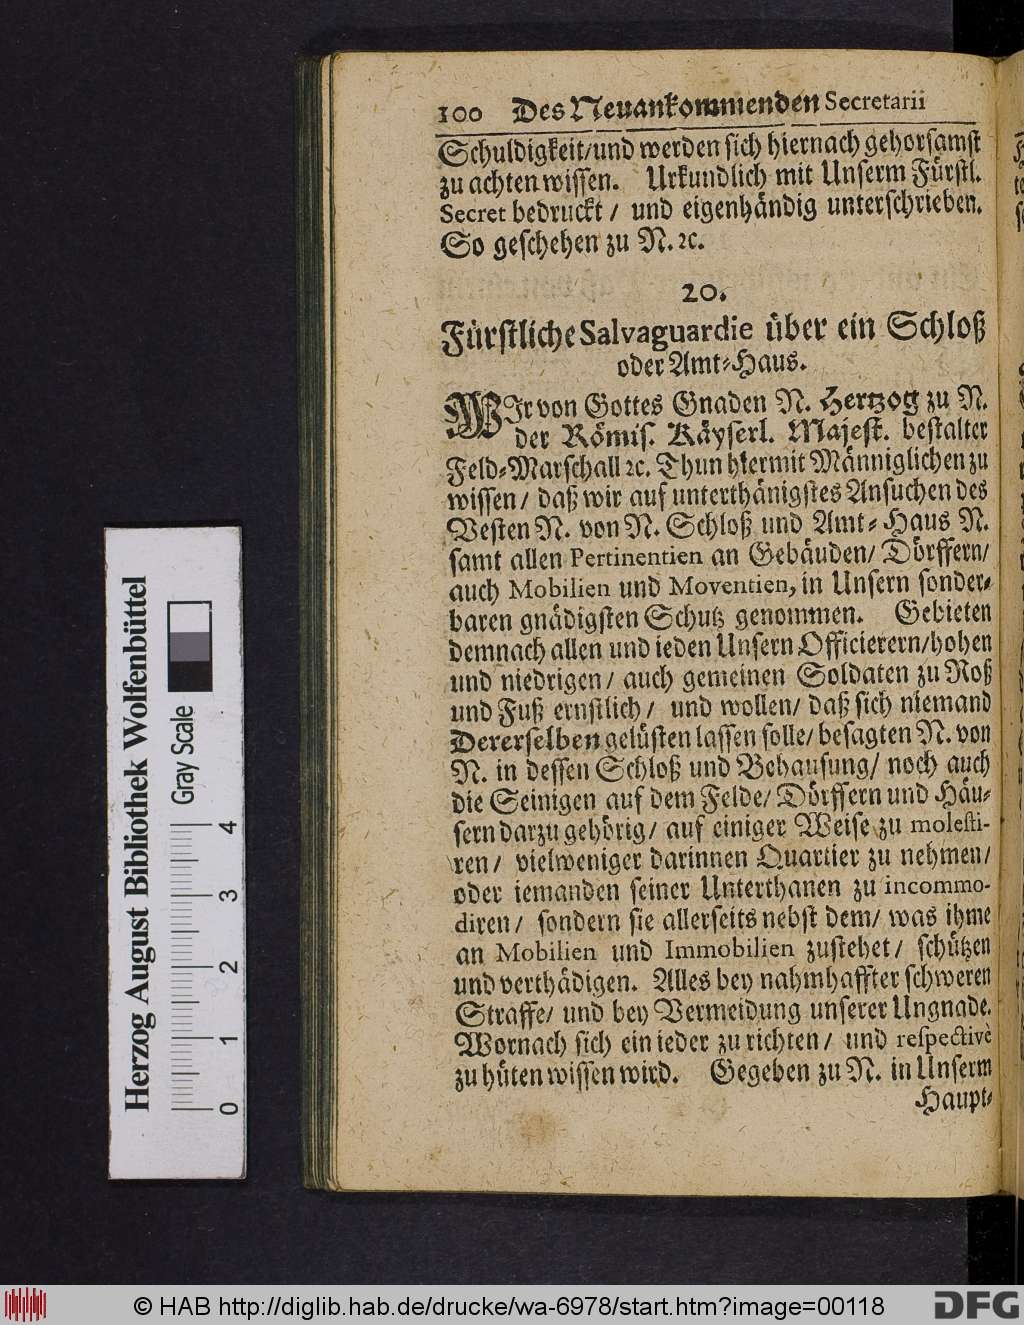 100 Des Neuankommenden Secretarii
Schuldigkeit/und werden sich hiernach gehorsamst
zu achten wissen. Urkundlich mit Unserm Fürstl.
Secret bedruckt / und eigenhändig unterschrieben.
So geschehen zu N. ꝛc.
20.
Fürstliche Salvaguardie über ein Schloß
oder Amt-Haus.
WIr von Gottes Gnaden N. Hertzog zu N.
der Römis. Käyserl. Majest. bestalter
Feld-Marschall ꝛc. Thun hiermit Männiglichen zu
wissen / daß wir auf unterthänigstes Ansuchen des
Vesten N. von N. Schloß und Amt-Haus N.
samt allen Pertinentien an Gebäuden/ Dörffern/
auch Mobilien und Moventien, in Unsern sonder-
baren gnädigsten Schutz genommen. Gebieten
demnach allen und ieden Unsern Officierern/hohen
und niedrigen / auch gemeinen Soldaten zu Roß
und Fuß ernstlich / und wollen/ daß sich niemand
Dererselben gelüsten lassen solle/ besagten N. von
N. in dessen Schloß und Behausung/ noch auch
die Seinigen auf dem Felde/ Dörffern und Häu-
sern darzu gehörig/ auf einiger Weise zu molesti-
ren / vielweniger darinnen Quartier zu nehmen/
oder iemanden seiner Unterthanen zu incommo-
diren / sondern sie allerseits nebst dem/ was ihme
an Mobilien und Immobilien zustehet / schützen
und verthädigen. Alles bey nahmhaffter schweren
Straffe/ und bey Vermeidung unserer Ungnade.
Wornach sich ein ieder zu richten / und respectivè
zu hüten wissen wird. Gegeben zu N. in Unserm
Haupt-
Herzog August Bibliothek Wolfenbüttel
Gray Scale
0 1 2 3 4
© HAB http://diglib.hab.de/drucke/wa-6978/start.htm?image=00118
DFG